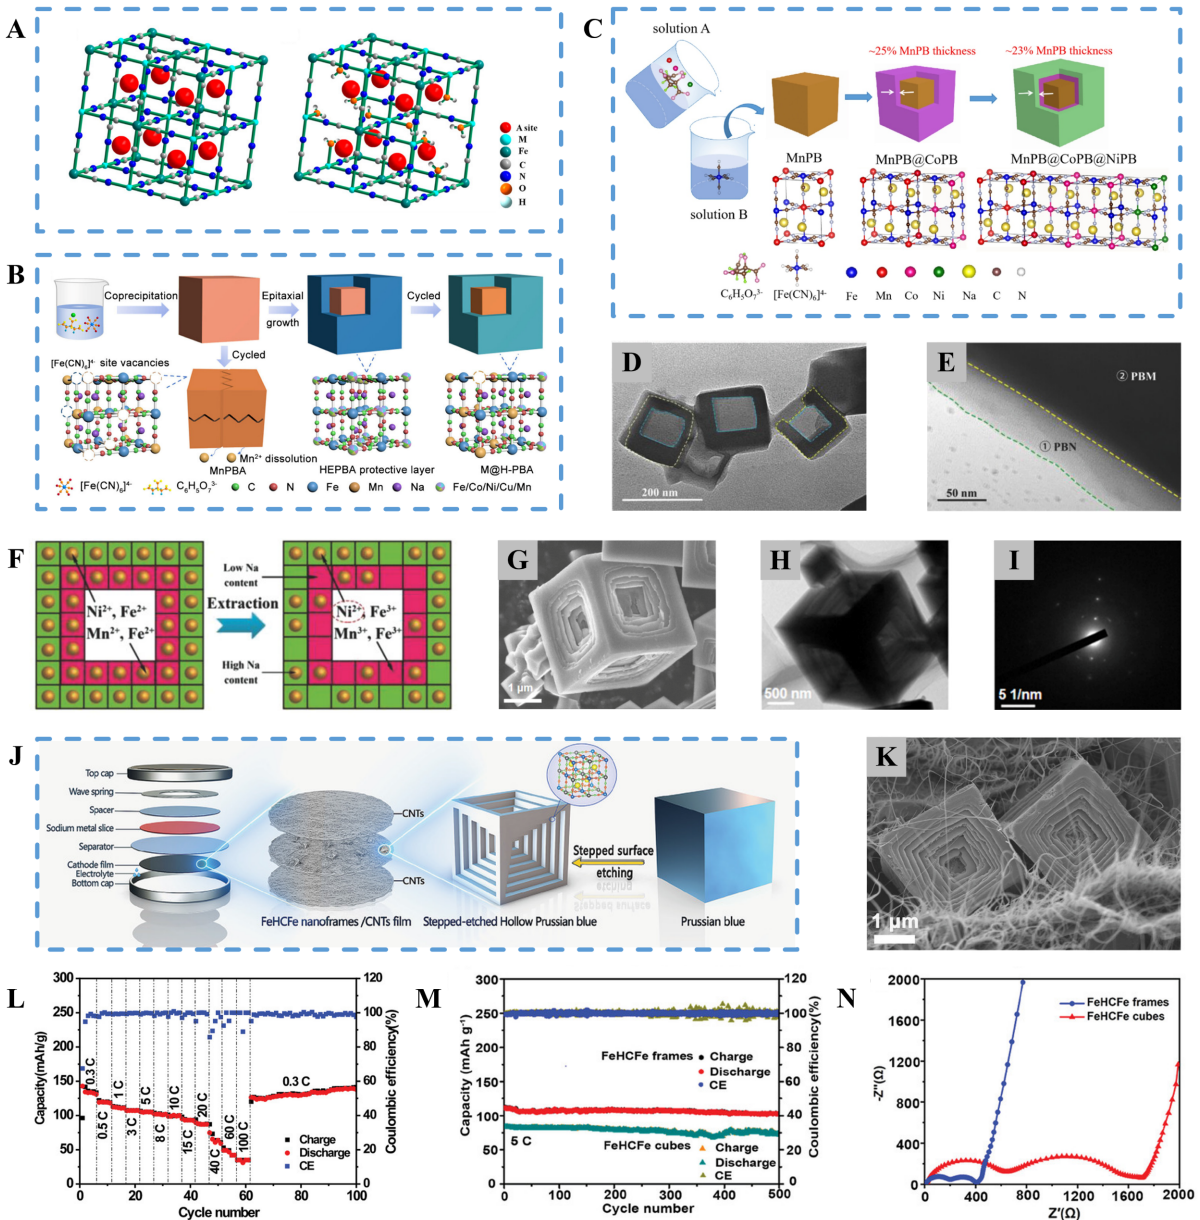 A
A site
M
Fe
C
N
O
H
B
Coprecipitation
Epitaxial
growth
Cycled
[Fe(CN)₆]⁴⁻ site vacancies
Cycled
Mn²⁺ dissolution
MnPBA
HEPBA protective layer
M@H-PBA
[Fe(CN)₆]⁴⁻
C₆H₅O₇³⁻
C
N
Fe
Mn
Na
Fe/Co/Ni/Cu/Mn
C
solution A
solution B
~25% MnPB thickness
~23% MnPB thickness
MnPB
MnPB@CoPB
MnPB@CoPB@NiPB
C₆H₅O₇³⁻
[Fe(CN)₆]⁴⁻
Fe
Mn
Co
Ni
Na
C
N
D
200 nm
E
② PBM
① PBN
50 nm
F
Ni²⁺, Fe²⁺
Mn²⁺, Fe²⁺
Low Na
content
Extraction
High Na
content
Ni²⁺, Fe³⁺
Mn³⁺, Fe³⁺
G
1 μm
H
500 nm
I
5 1/nm
J
Top cap
Wave spring
Spacer
Sodium metal slice
Separator
Cathode film
Electrolyte
Bottom cap
CNTs
CNTs
FeHCFe nanoframes /CNTs film
Stepped-etched Hollow Prussian blue
Stepped surface
etching
Prussian blue
K
1 μm
L
Capacity(mAh/g)
300
250
200
150
100
50
0
0.3 C
0.5 C
1 C
3 C
5 C
8 C
10 C
15 C
20 C
40 C
60 C
100 C
0.3 C
Charge
Discharge
CE
120
100
80
60
40
20
0
Coulombic efficiency(%)
0 20 40 60 80 100
Cycle number
M
Capacity (mAh g⁻¹)
300
250
200
150
100
50
0
FeHCFe frames
Charge
Discharge
CE
5 C
FeHCFe cubes
Charge
Discharge
CE
120
100
80
60
40
20
0
Coulombic efficiency(%)
0 100 200 300 400 500
Cycle number
N
-Z''(Ω)
2000
1600
1200
800
400
0
FeHCFe frames
FeHCFe cubes
0 400 800 1200 1600 2000
Z'(Ω)